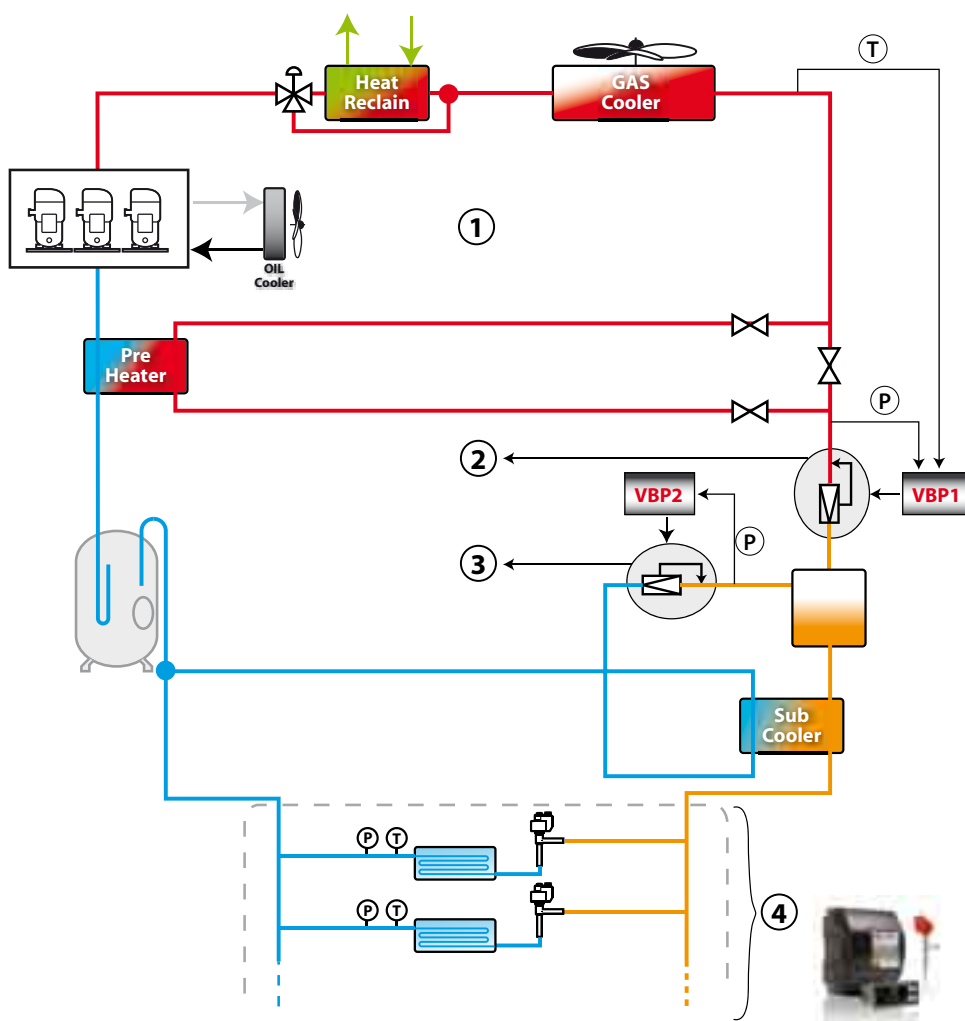 Heat
Reclain
GAS
Cooler
T
1
OIL
Cooler
Pre
Heater
P
2
VBP2
VBP1
P
3
Sub
Cooler
P T
P T
4